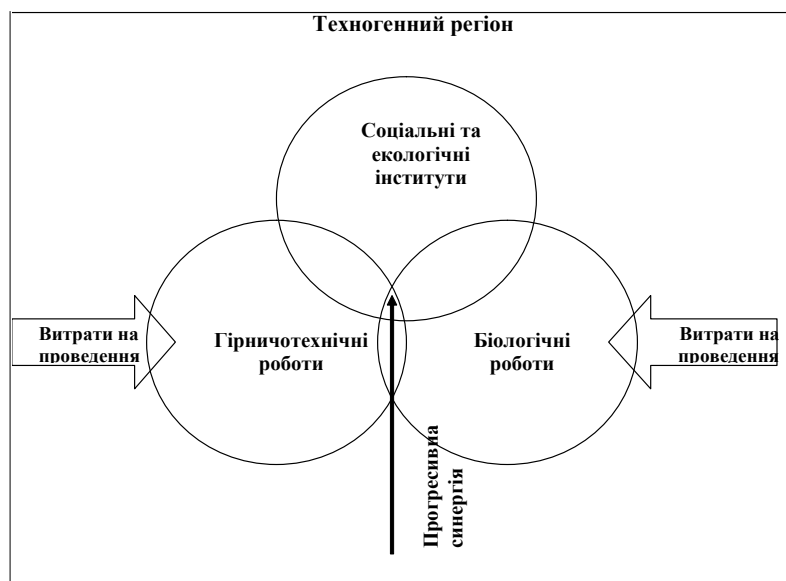 Техногенний регіон
Соціальні та
екологічні
інститути
Витрати на
проведення
Гірничотехнічні
роботи
Біологічні
роботи
Витрати на
проведення
Прогресивна
синергія